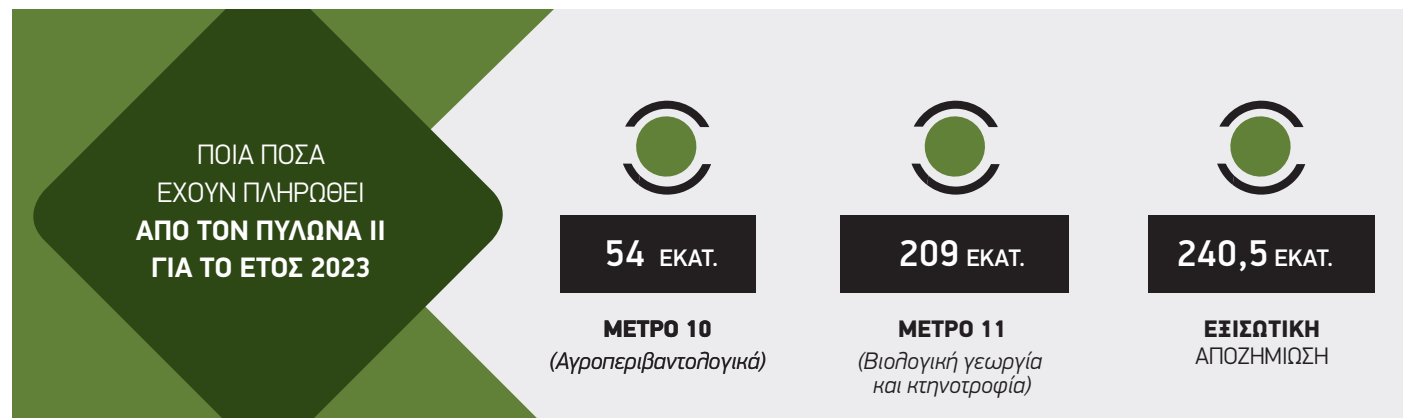 ΠΟΙΑ ΠΟΣΑ
ΕΧΟΥΝ ΠΛΗΡΩΘΕΙ
ΑΠΟ ΤΟΝ ΠΥΛΩΝΑ ΙΙ
ΓΙΑ ΤΟ ΕΤΟΣ 2023
54 ΕΚΑΤ.
ΜΕΤΡΟ 10
(Αγροπεριβαντολογικά)
209 ΕΚΑΤ.
ΜΕΤΡΟ 11
(Βιολογική γεωργία
και κτηνοτροφία)
240,5 ΕΚΑΤ.
ΕΞΙΣΩΤΙΚΗ
ΑΠΟΖΗΜΙΩΣΗ